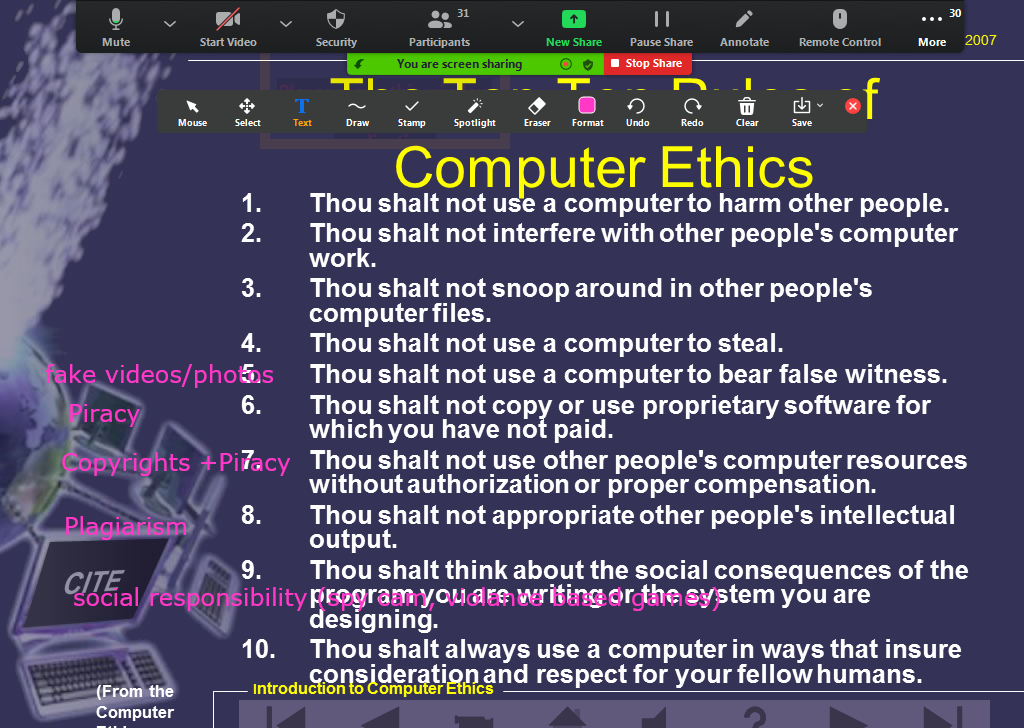 31
30
Mute
Start Video
Security
Participants
New Share
Pause Share
Annotate
Remote Control
More
2007
You are screen sharing
Stop Share
The Top Ten Rules of
Mouse
Select
T
Text
Draw
Stamp
Spotlight
Eraser
Format
Undo
Redo
Clear
Save
Computer Ethics
1. Thou shalt not use a computer to harm other people.
2. Thou shalt not interfere with other people's computer
work.
3. Thou shalt not snoop around in other people's
computer files.
4. Thou shalt not use a computer to steal.
fake videos/photos
5. Thou shalt not use a computer to bear false witness.
Piracy
6. Thou shalt not copy or use proprietary software for
which you have not paid.
Copyrights +Piracy
7. Thou shalt not use other people's computer resources
without authorization or proper compensation.
Plagiarism
8. Thou shalt not appropriate other people's intellectual
output.
CITE
9. Thou shalt think about the social consequences of the
program you are writing or the system you are
social responsibility (spy cam, violance based games)
designing.
10. Thou shalt always use a computer in ways that insure
consideration and respect for your fellow humans.
(From the
Computer
Introduction to Computer Ethics
?